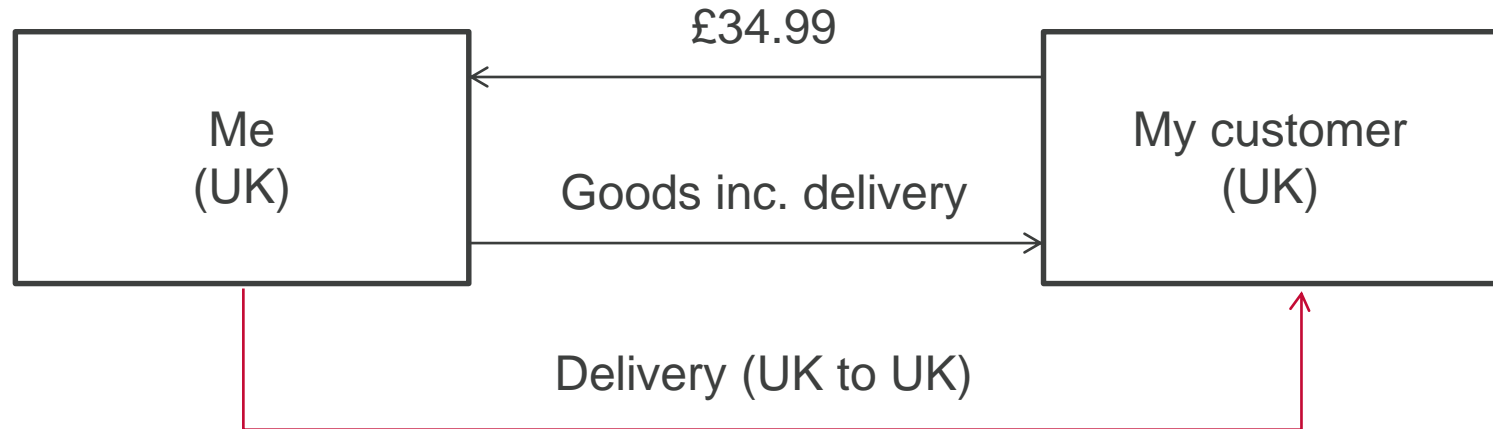 £34.99
Me
(UK)
My customer
(UK)
Goods inc. delivery
Delivery (UK to UK)